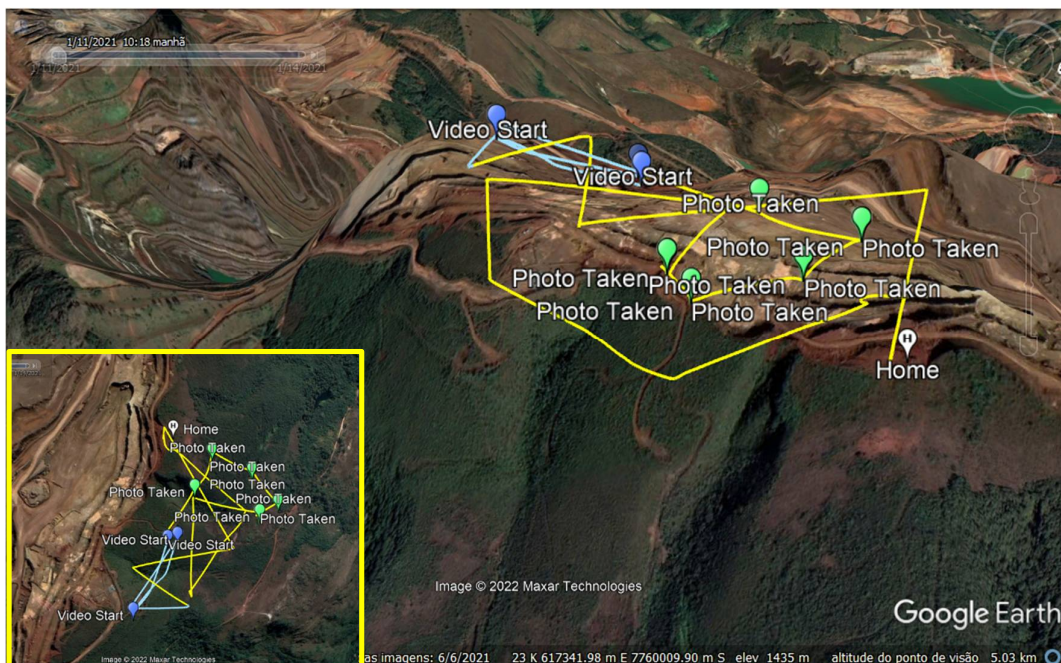 1/11/2021 10:18 manhã
1/11/2021
1/14/2021
Video Start
Video Start
Photo Taken
Photo Taken
Photo Taken
Photo Taken
Photo Taken
Photo Taken
Photo Taken
Photo Taken
Home
Image © 2022 Maxar Technologies
Google Earth
as imagens: 6/6/2021 23 K 617341.98 m E 7760009.90 m S elev 1435 m altitude do ponto de visão 5.03 km
Home
Photo Taken
Photo Taken
Photo Taken
Photo Taken
Photo Taken
Photo Taken
Photo Taken
Video Start
Video Start
Video Start
Image © 2022 Maxar Technologies